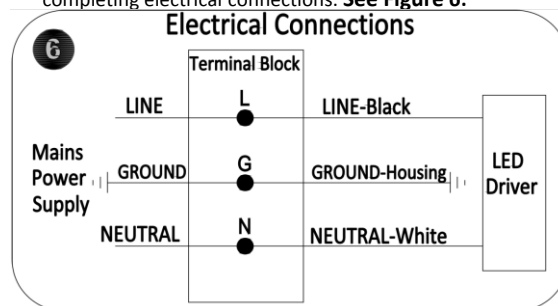 completing electrical connections. See Figure 6.
6
Electrical Connections
Terminal Block
LINE
L
LINE-Black
Mains
Power
Supply
GROUND
G
GROUND-Housing
LED
Driver
NEUTRAL
N
NEUTRAL-White